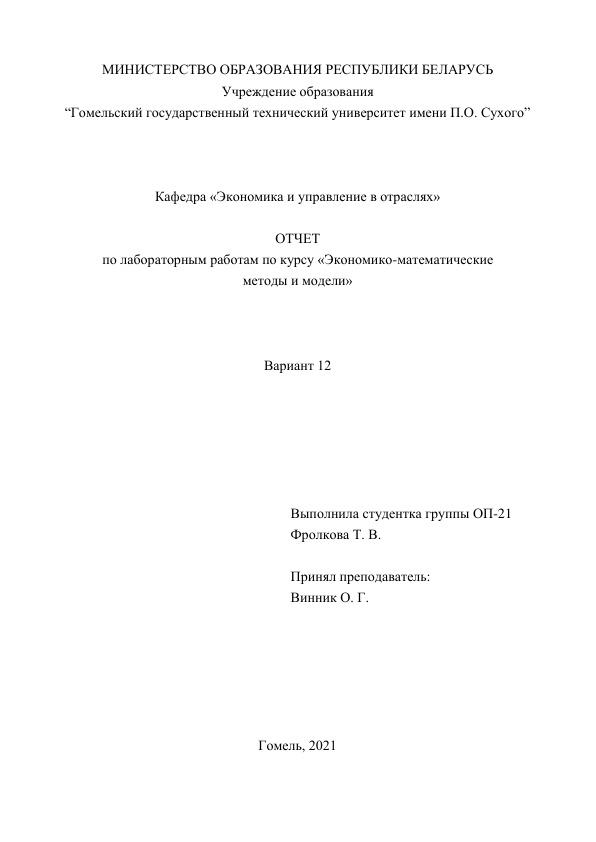 МИНИСТЕРСТВО ОБРАЗОВАНИЯ РЕСПУБЛИКИ БЕЛАРУСЬ
Учреждение образования
“Гомельский государственный технический университет имени П.О. Сухого”
Кафедра «Экономика и управление в отраслях»
ОТЧЕТ
по лабораторным работам по курсу «Экономико-математические
методы и модели»
Вариант 12
Выполнила студентка группы ОП-21
Фролкова Т. В.
Принял преподаватель:
Винник О. Г.
Гомель, 2021